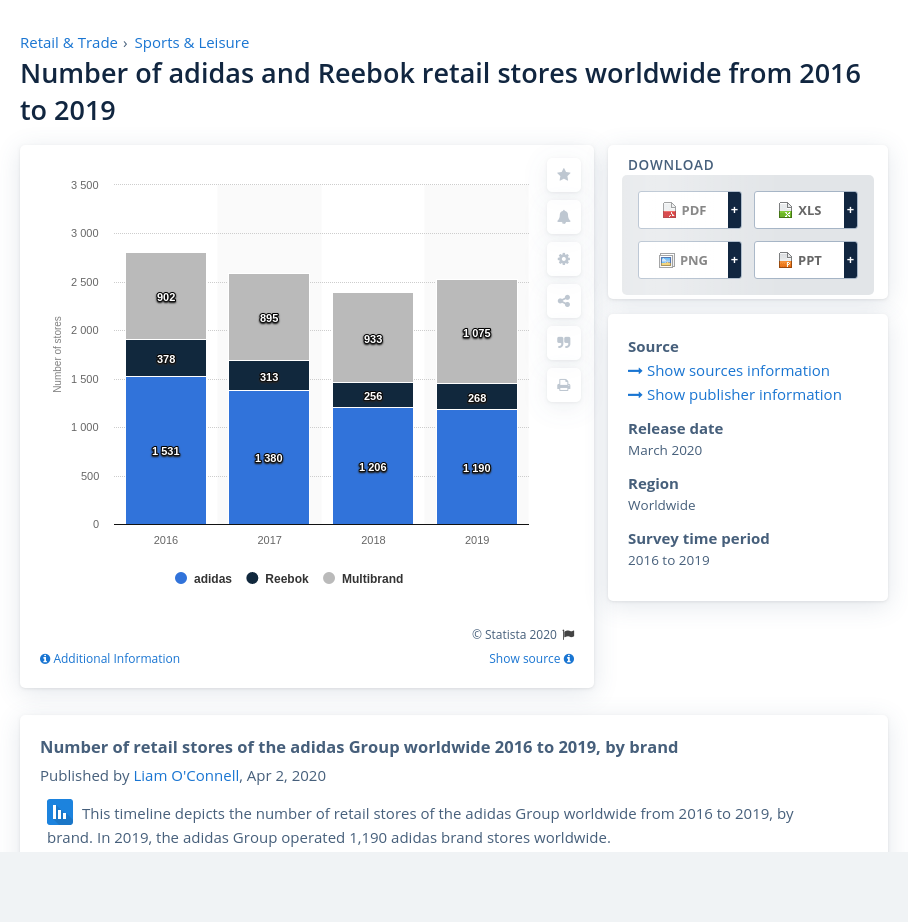 Retail & Trade › Sports & Leisure
Number of adidas and Reebok retail stores worldwide from 2016
to 2019
3 500
3 000
2 500
2 000
1 500
1 000
500
0
Number of stores
902
378
1 531
895
313
1 380
933
256
1 206
1 075
268
1 190
2016
2017
2018
2019
adidas
Reebok
Multibrand
© Statista 2020
Additional Information
Show source
DOWNLOAD
PDF +
XLS +
PNG +
PPT +
Source
Show sources information
Show publisher information
Release date
March 2020
Region
Worldwide
Survey time period
2016 to 2019
Number of retail stores of the adidas Group worldwide 2016 to 2019, by brand
Published by Liam O'Connell, Apr 2, 2020
This timeline depicts the number of retail stores of the adidas Group worldwide from 2016 to 2019, by
brand. In 2019, the adidas Group operated 1,190 adidas brand stores worldwide.